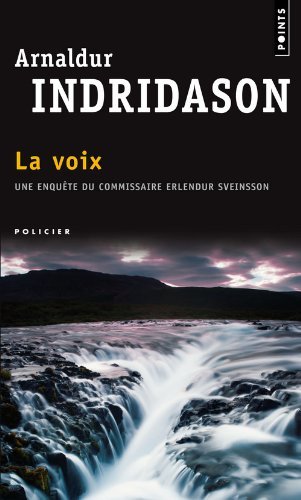 POINTS
Arnaldur
INDRIDASON
La voix
UNE ENQUÊTE DU COMMISSAIRE ERLENDUR SVEINSSON
POLICIER